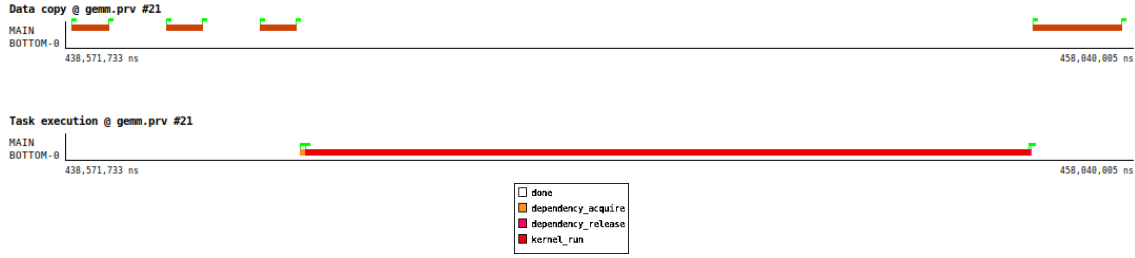 Data copy @ gemm.prv #21
MAIN
BOTTOM-0
438,571,733 ns
458,040,005 ns
Task execution @ gemm.prv #21
MAIN
BOTTOM-0
438,571,733 ns
458,040,005 ns
done
dependency_acquire
dependency_release
kernel_run